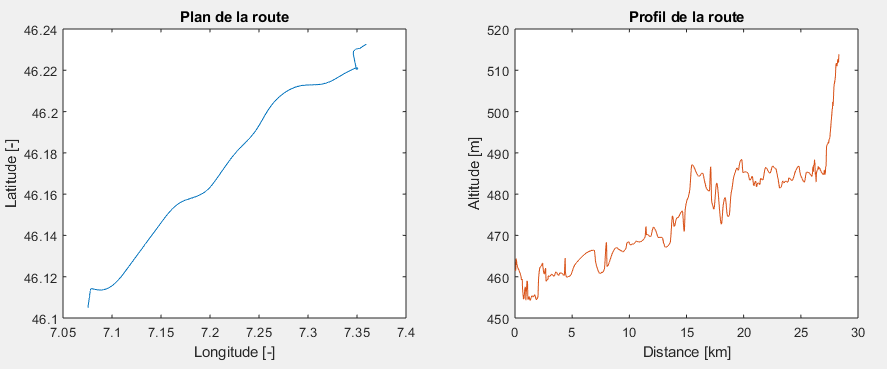 Plan de la route
46.24
46.22
46.2
46.18
46.16
46.14
46.12
46.1
Latitude [-]
7.05 7.1 7.15 7.2 7.25 7.3 7.35 7.4
Longitude [-]
Profil de la route
520
510
500
490
480
470
460
450
Altitude [m]
0 5 10 15 20 25 30
Distance [km]